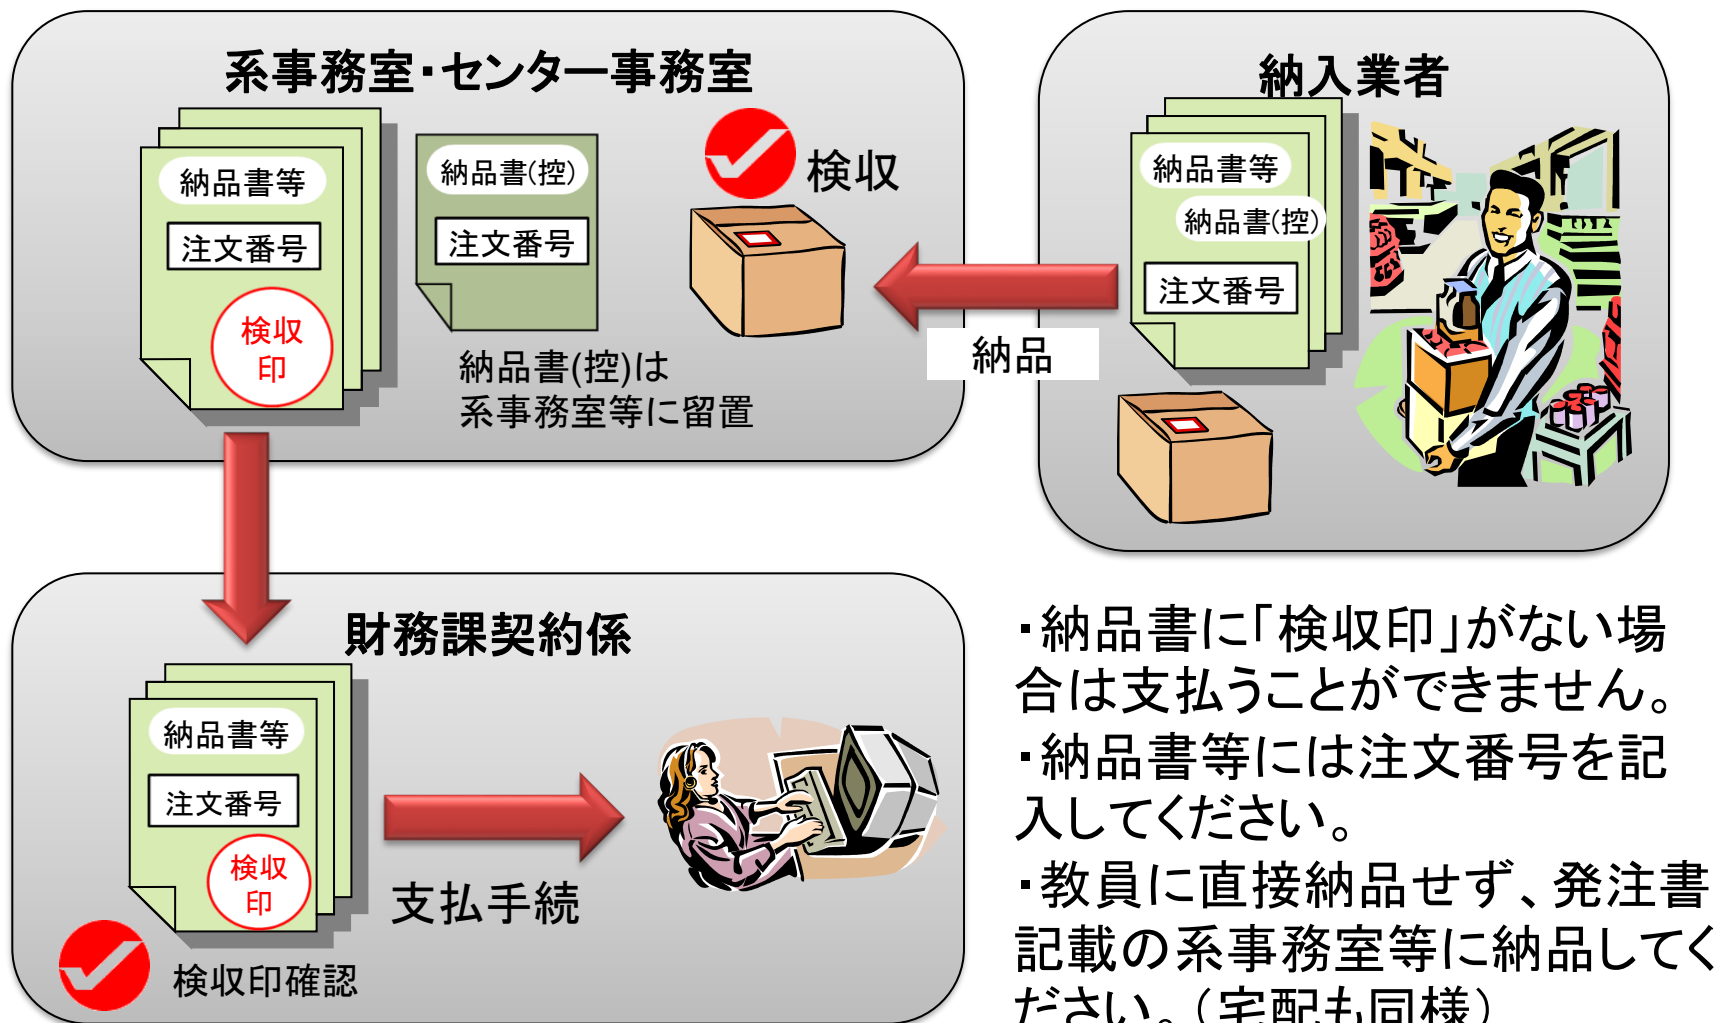 系事務室・センター事務室
納品書等
注文番号
検収
印
納品書(控)
注文番号
検収
納品書(控)は
系事務室等に留置
納品
納入業者
納品書等
納品書(控)
注文番号
財務課契約係
納品書等
注文番号
検収
印
検収印確認
支払手続
・納品書に「検収印」がない場
合は支払うことができません。
・納品書等には注文番号を記
入してください。
・教員に直接納品せず、発注書
記載の系事務室等に納品してく
ださい。（宅配も同様）